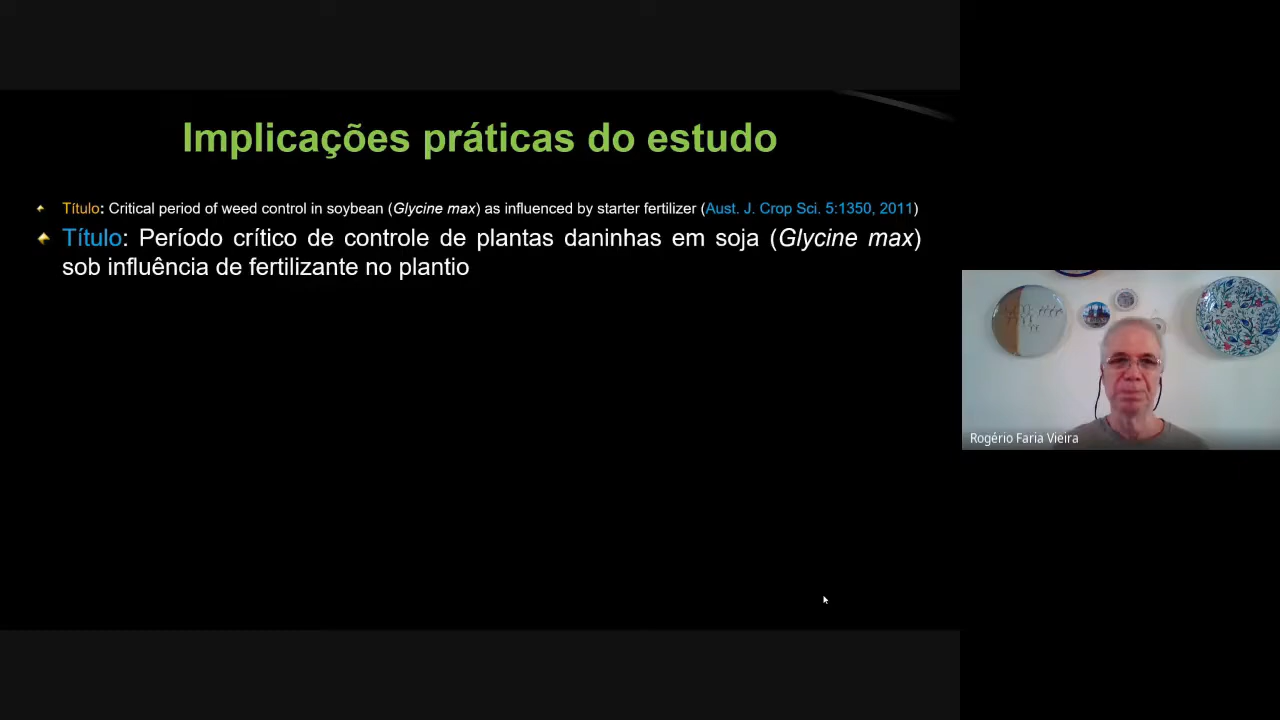 Implicações práticas do estudo
Título: Critical period of weed control in soybean (Glycine max) as influenced by starter fertilizer (Aust. J. Crop Sci. 5:1350, 2011)
Título: Período crítico de controle de plantas daninhas em soja (Glycine max)
sob influência de fertilizante no plantio
Rogério Faria Vieira